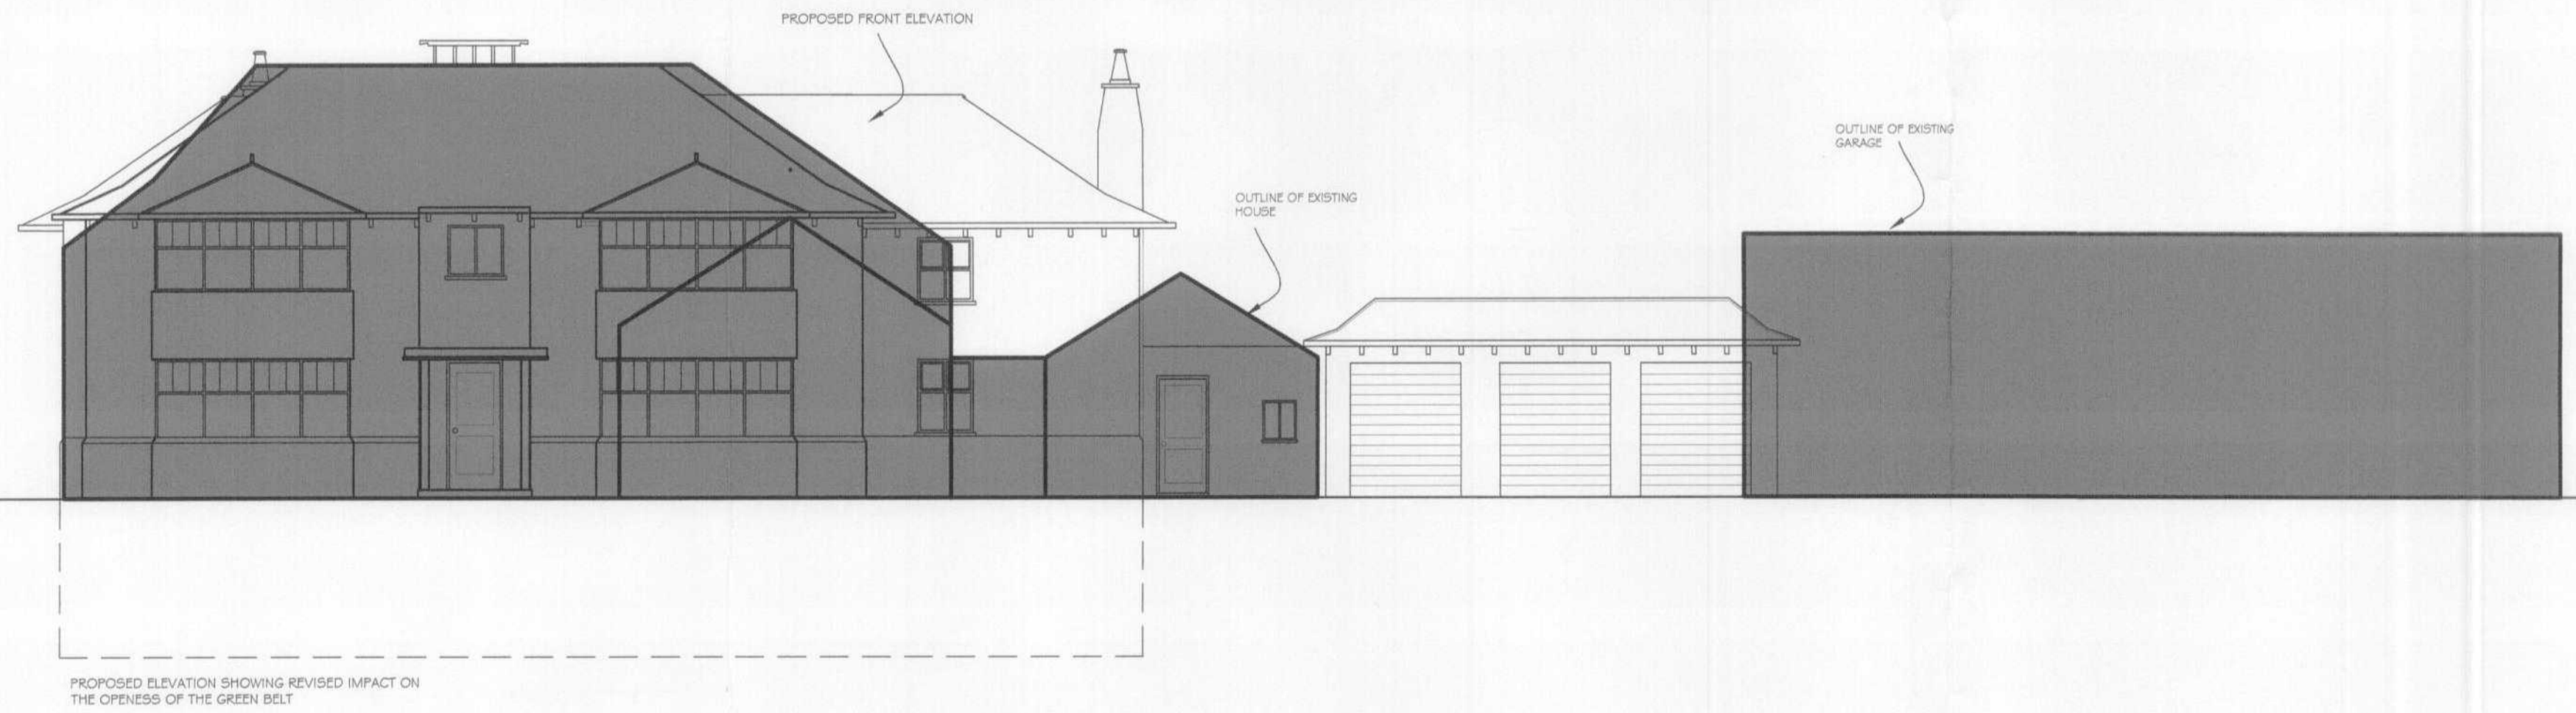 PROPOSED FRONT ELEVATION
OUTLINE OF EXISTING
GARAGE
OUTLINE OF EXISTING
HOUSE
PROPOSED ELEVATION SHOWING REVISED IMPACT ON
THE OPENESS OF THE GREEN BELT